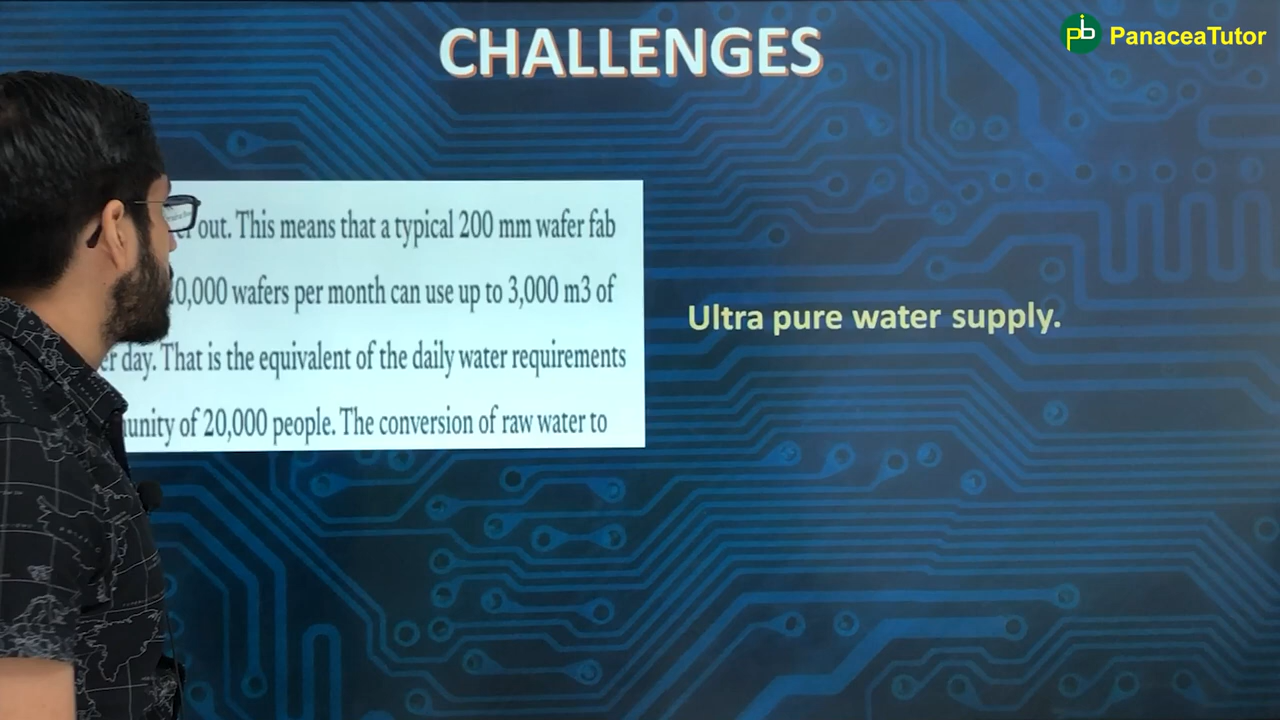 CHALLENGES
PanaceaTutor
out. This means that a typical 200 mm wafer fab
0,000 wafers per month can use up to 3,000 m3 of
day. That is the equivalent of the daily water requirements
of 20,000 people. The conversion of raw water to
Ultra pure water supply.